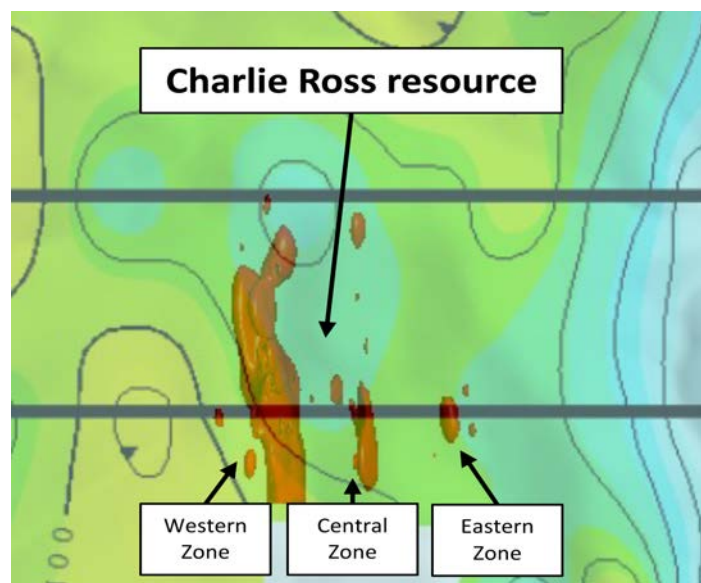 Charlie Ross resource
Western
Zone
Central
Zone
Eastern
Zone